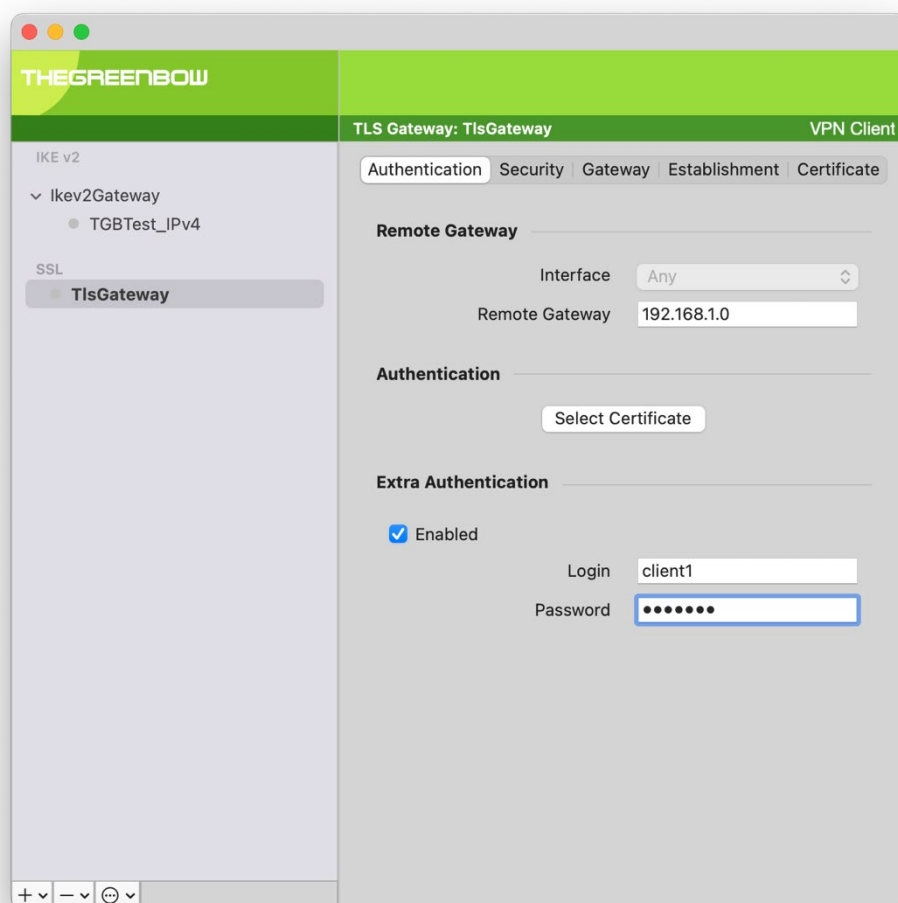 THEGREENBOW
TLS Gateway: TlsGateway VPN Client
IKE v2
Ikev2Gateway
TGBTest_IPv4
SSL
TlsGateway
Authentication Security Gateway Establishment Certificate
Remote Gateway
Interface Any
Remote Gateway 192.168.1.0
Authentication
Select Certificate
Extra Authentication
Enabled
Login client1
Password •••••••